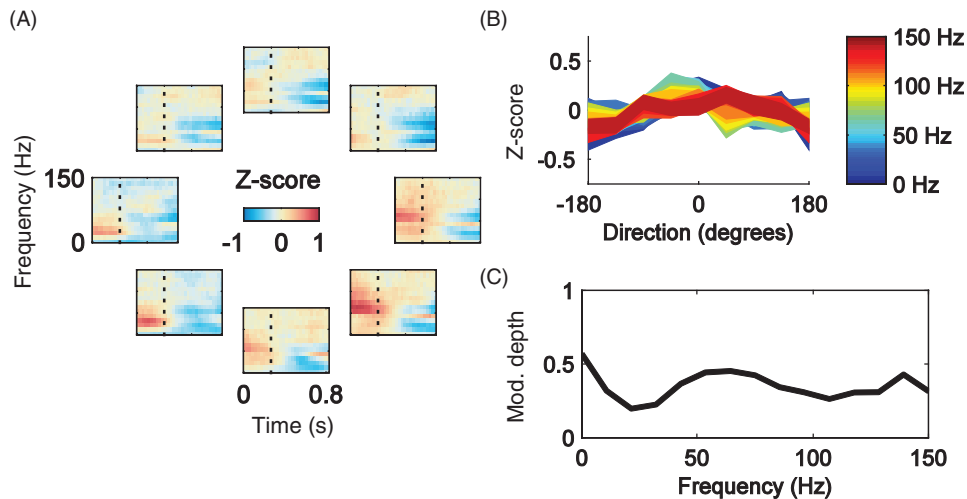 (A)
Frequency (Hz)
150
0
Z-score
-1 0 1
0 0.8
Time (s)
(B)
Z-score
0.5
0
-0.5
-180 0 180
Direction (degrees)
150 Hz
100 Hz
50 Hz
0 Hz
(C)
Mod. depth
1
0.5
0
0 50 100 150
Frequency (Hz)